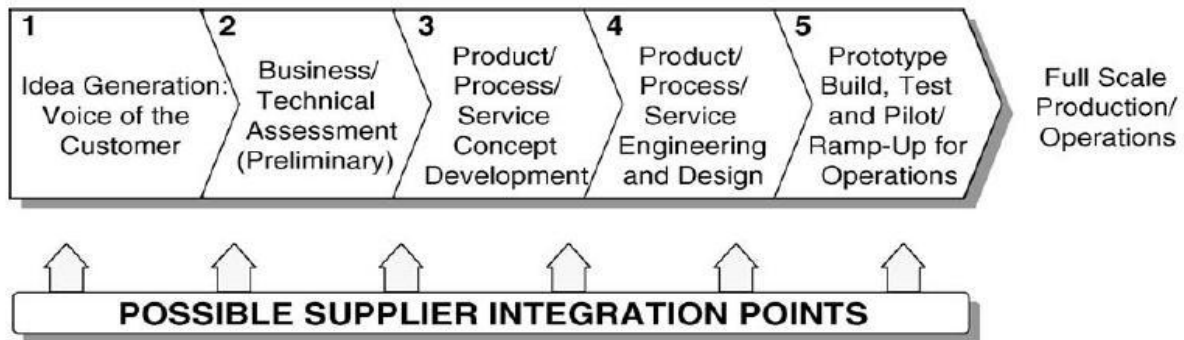 1
Idea Generation:
Voice of the
Customer
2
Business/
Technical
Assessment
(Preliminary)
3
Product/
Process/
Service
Concept
Development
4
Product/
Process/
Service
Engineering
and Design
5
Prototype
Build, Test
and Pilot/
Ramp-Up for
Operations
Full Scale
Production/
Operations
POSSIBLE SUPPLIER INTEGRATION POINTS